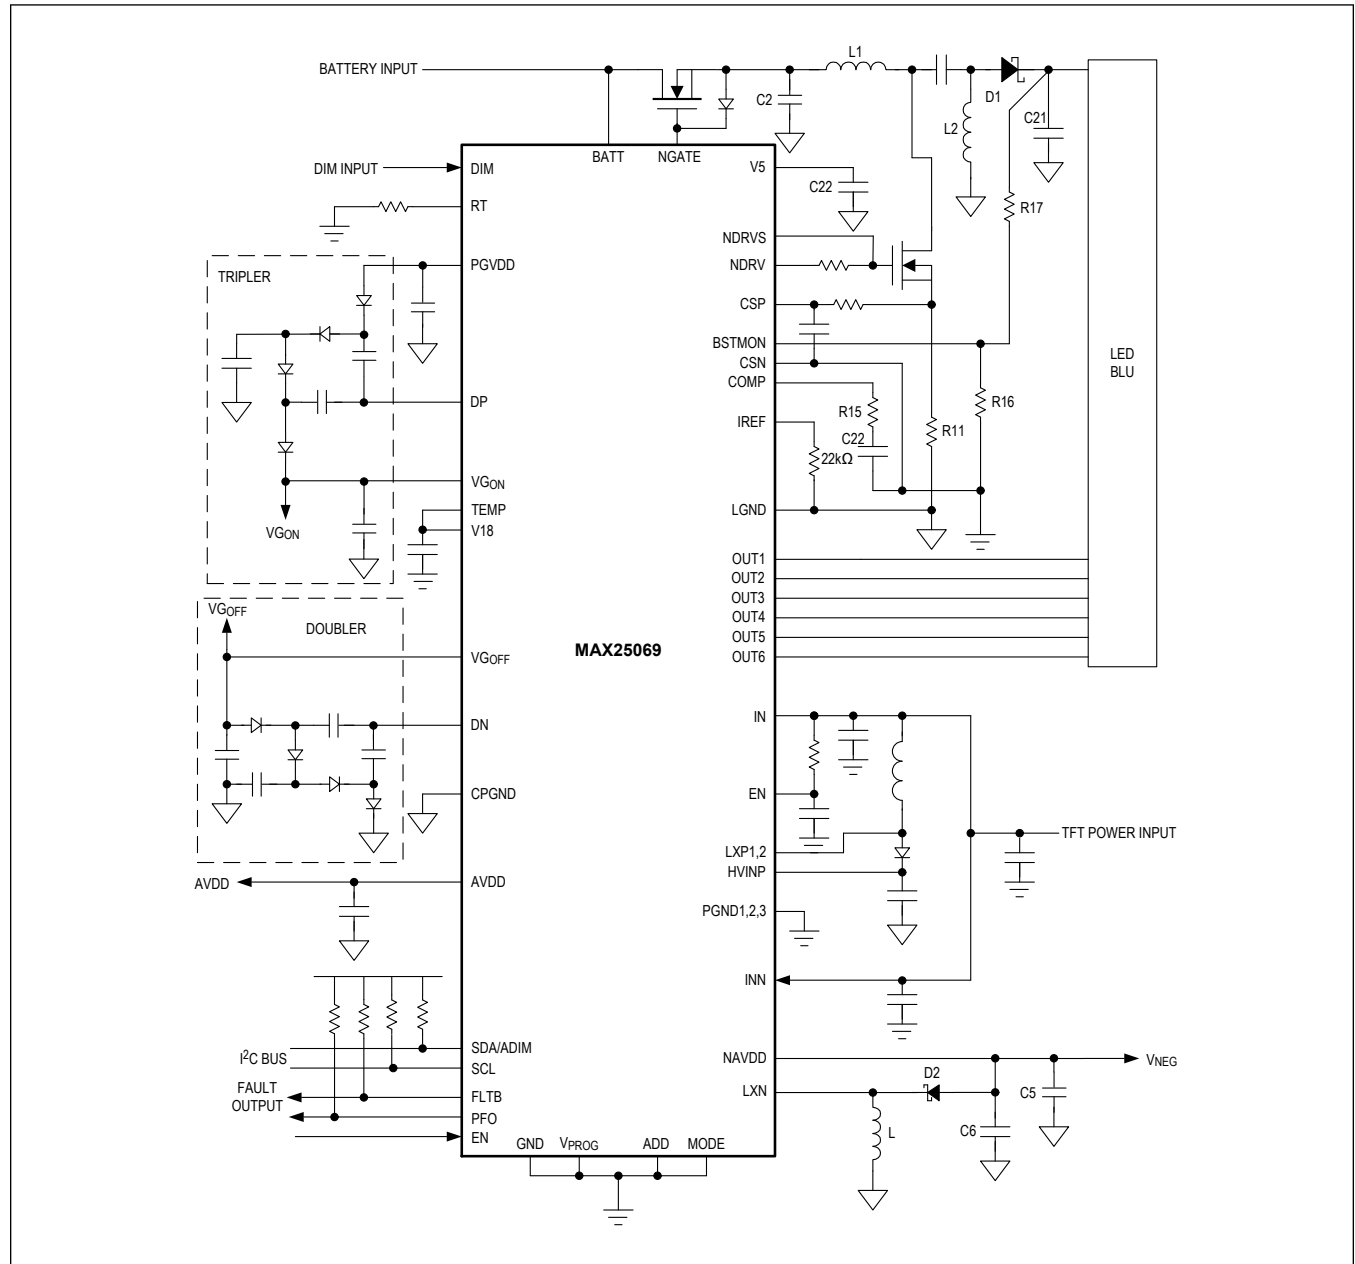 BATTERY INPUT
L1
C2
D1
L2
C21
BATT
NGATE
DIM INPUT
DIM
V5
C22
RT
R17
NDRVS
PGVDD
NDRV
TRIPLER
CSP
BSTMON
LED
BLU
CSN
COMP
DP
R15
R16
IREF
C22
R11
22kΩ
VGON
TEMP
LGND
V18
VGON
OUT1
OUT2
OUT3
VGOFF
OUT4
DOUBLER
OUT5
MAX25069
VGOFF
OUT6
IN
DN
EN
CPGND
TFT POWER INPUT
LXP1,2
HVINP
AVDD
AVDD
PGND1,2,3
INN
SDA/ADIM
I2C BUS
NAVDD
VNEG
SCL
D2
FAULT
OUTPUT
FLTB
LXN
C5
PFO
EN
L
C6
GND
VPROG
ADD
MODE